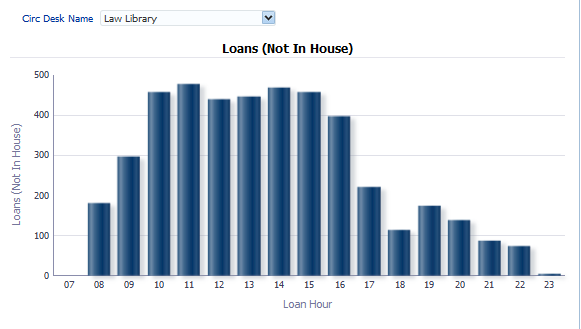 Circ Desk Name Law Library
Loans (Not In House)
Loans (Not In House)
500
400
300
200
100
0
07 08 09 10 11 12 13 14 15 16 17 18 19 20 21 22 23
Loan Hour